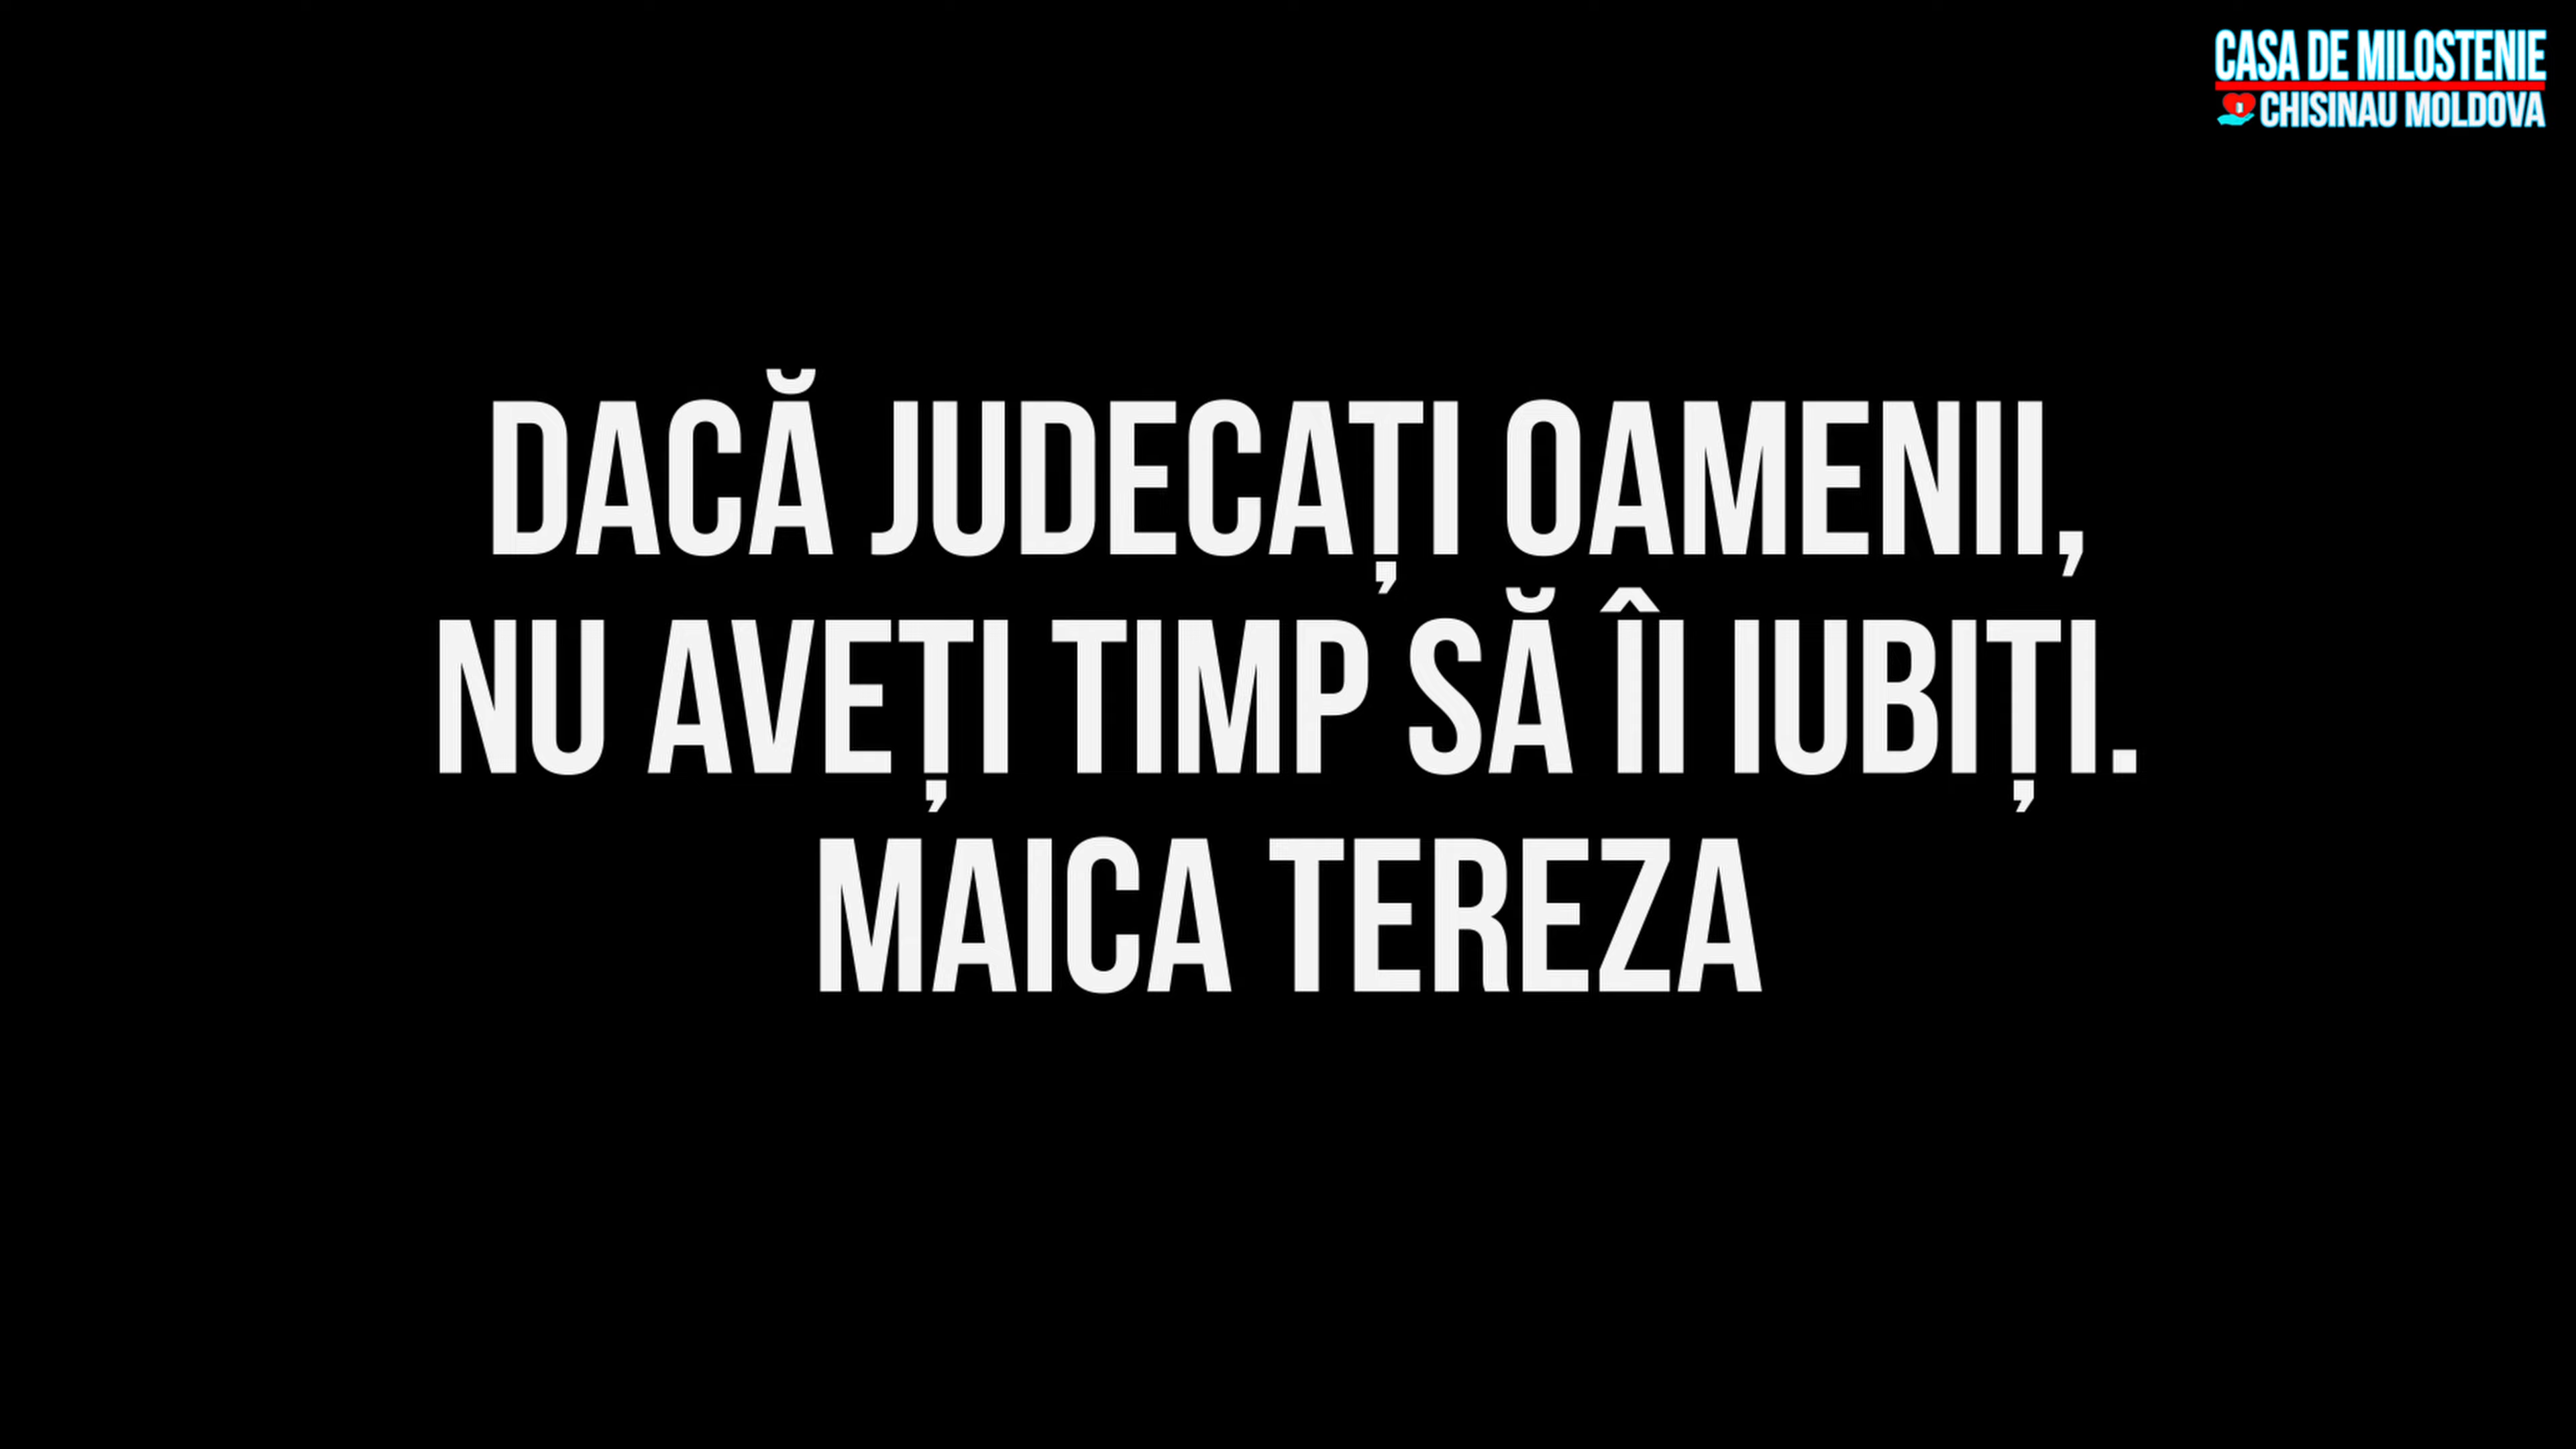 CASA DE MILOSTENIE
CHISINAU MOLDOVA
DACĂ JUDECAȚI OAMENII,
NU AVEȚI TIMP SĂ ÎI IUBIȚI.
MAICA TEREZA